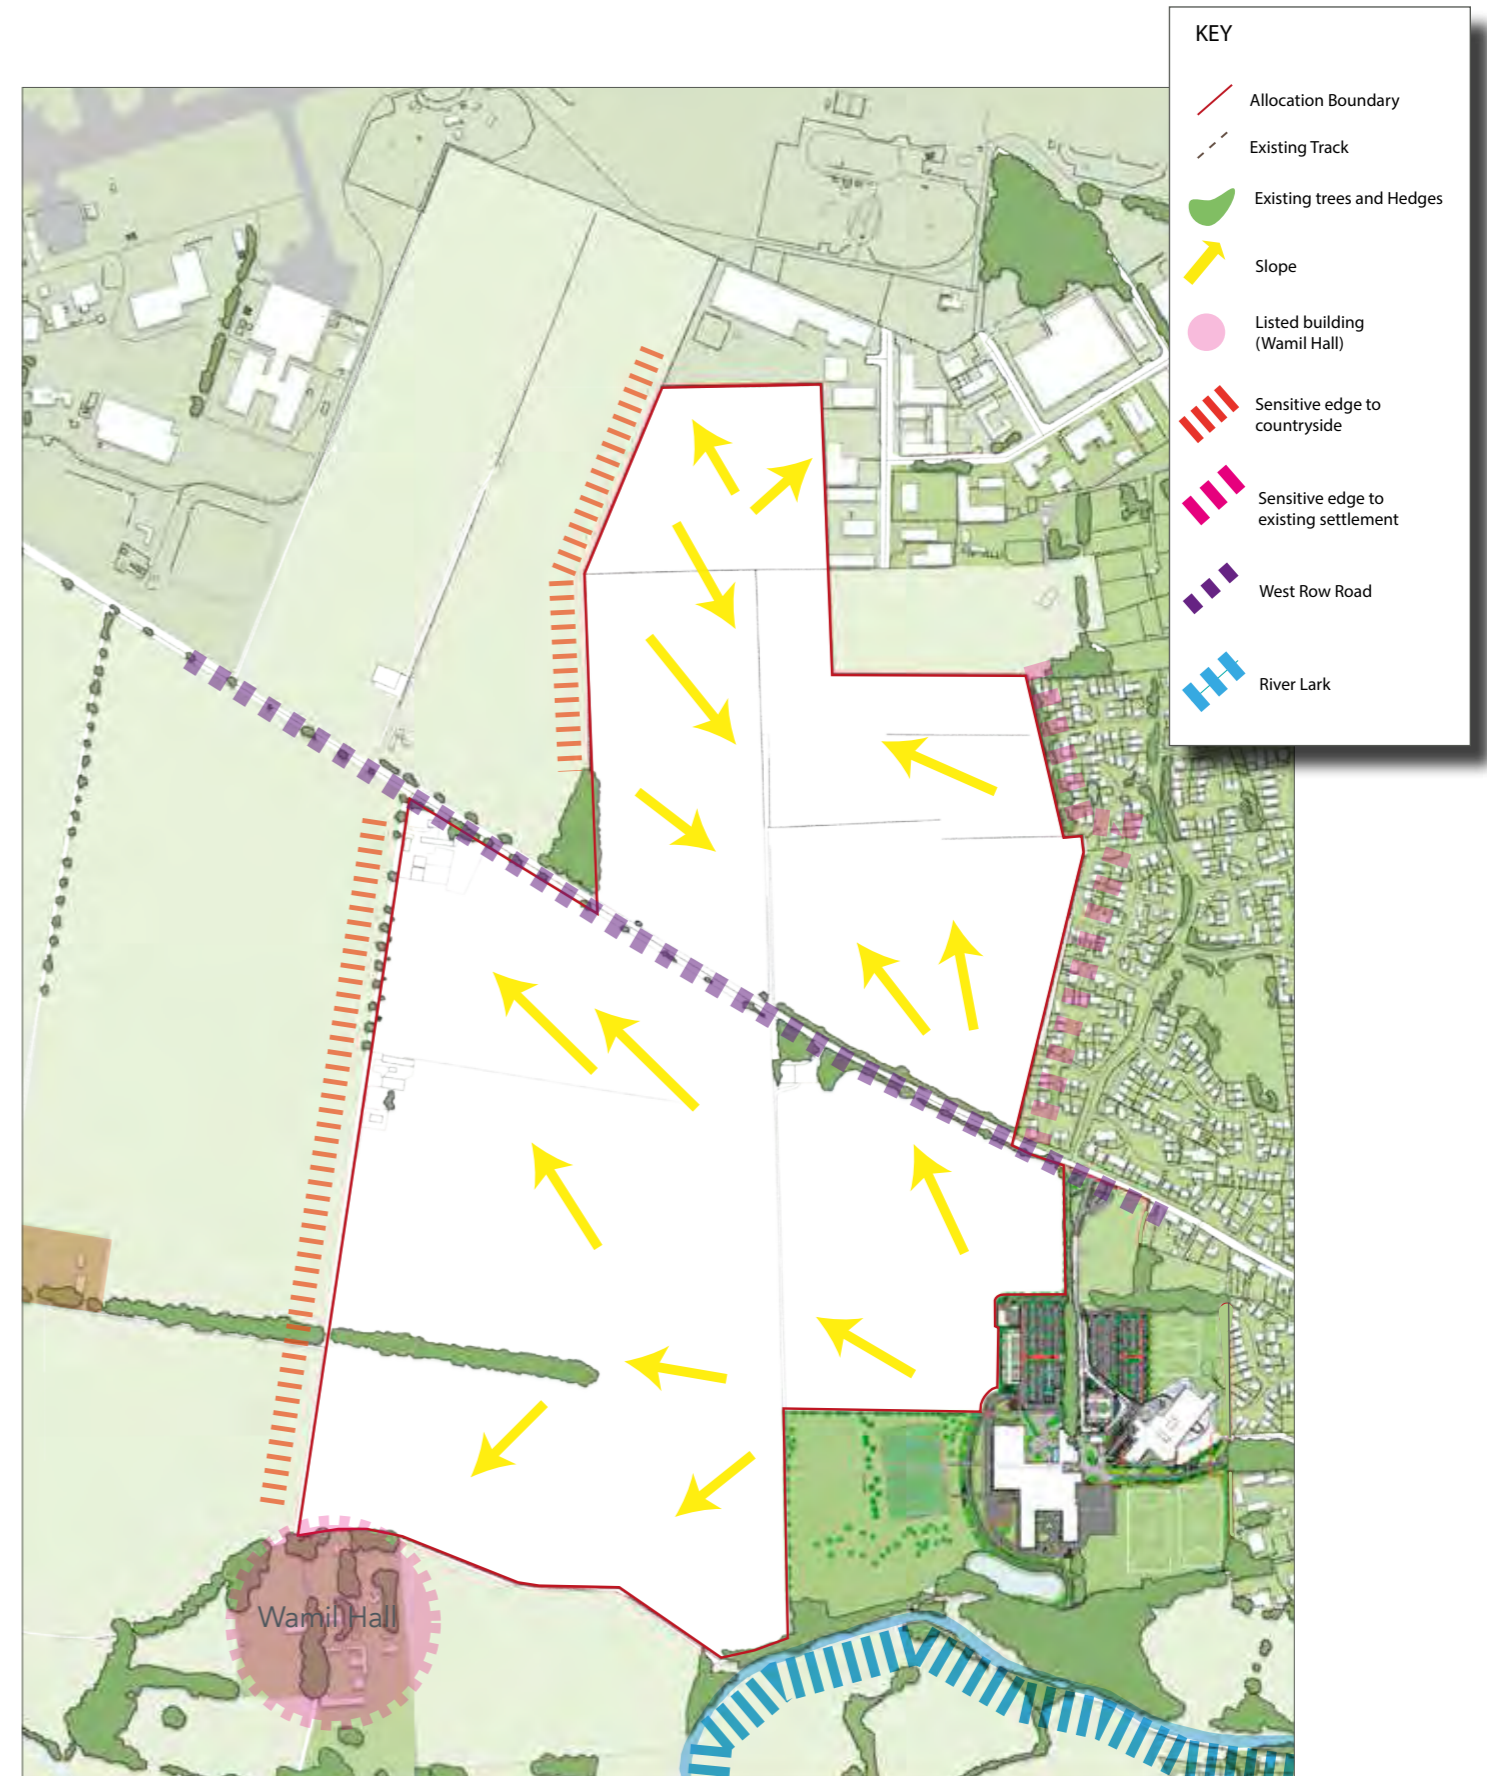 KEY
Allocation Boundary
Existing Track
Existing trees and Hedges
Slope
Listed building
(Wamil Hall)
Sensitive edge to
countryside
Sensitive edge to
existing settlement
West Row Road
River Lark
Wamil Hall